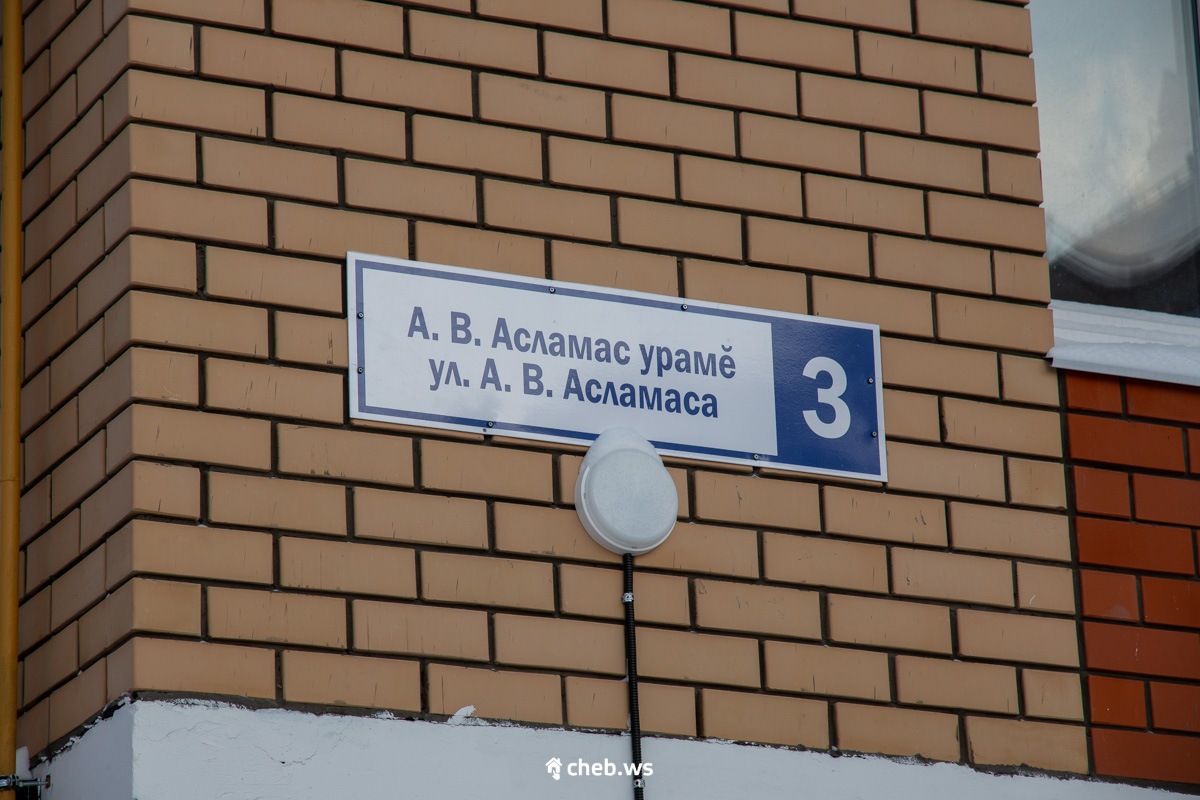 А. В. Асламас урамӗ
ул. А. В. Асламаса
3
cheb.ws